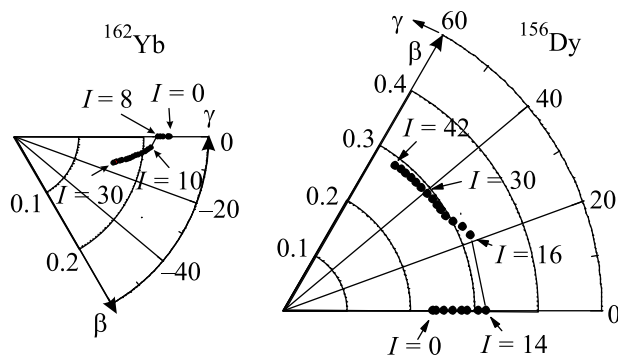 ¹⁶²Yb
I = 8
I = 0
γ
0
I = 30
I = 10
0.1
–20
0.2
–40
β
γ
60
¹⁵⁶Dy
β
0.4
40
0.3
I = 42
I = 30
0.2
20
0.1
I = 16
0
I = 0
I = 14